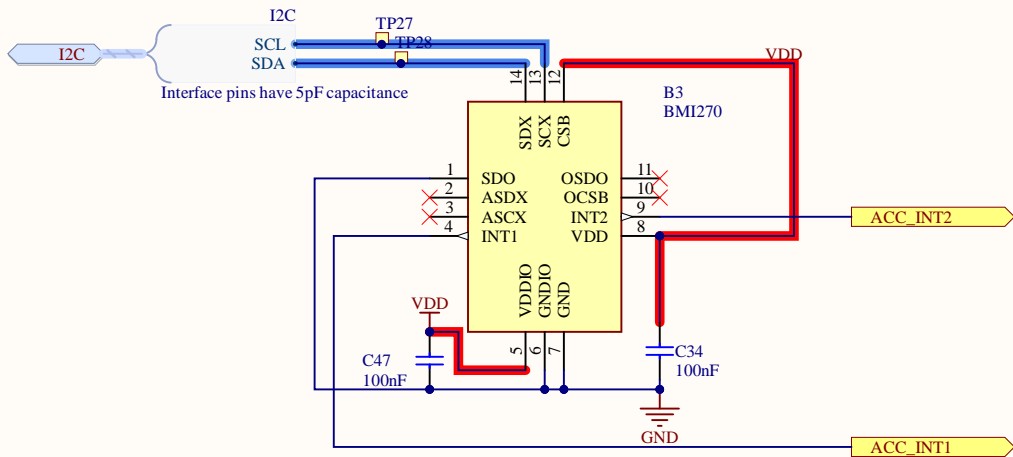 I2C
TP27
I2C
SCL
TP28
VDD
SDA
Interface pins have 5pF capacitance
14
13
12
B3
BMI270
SDX
SCX
CSB
1
SDO
OSDO
11
2
ASDX
OCSB
10
3
ASCX
INT2
9
ACC_INT2
4
INT1
VDD
8
VDDIO
GNDIO
GND
VDD
5
6
7
C47
100nF
C34
100nF
GND
ACC_INT1